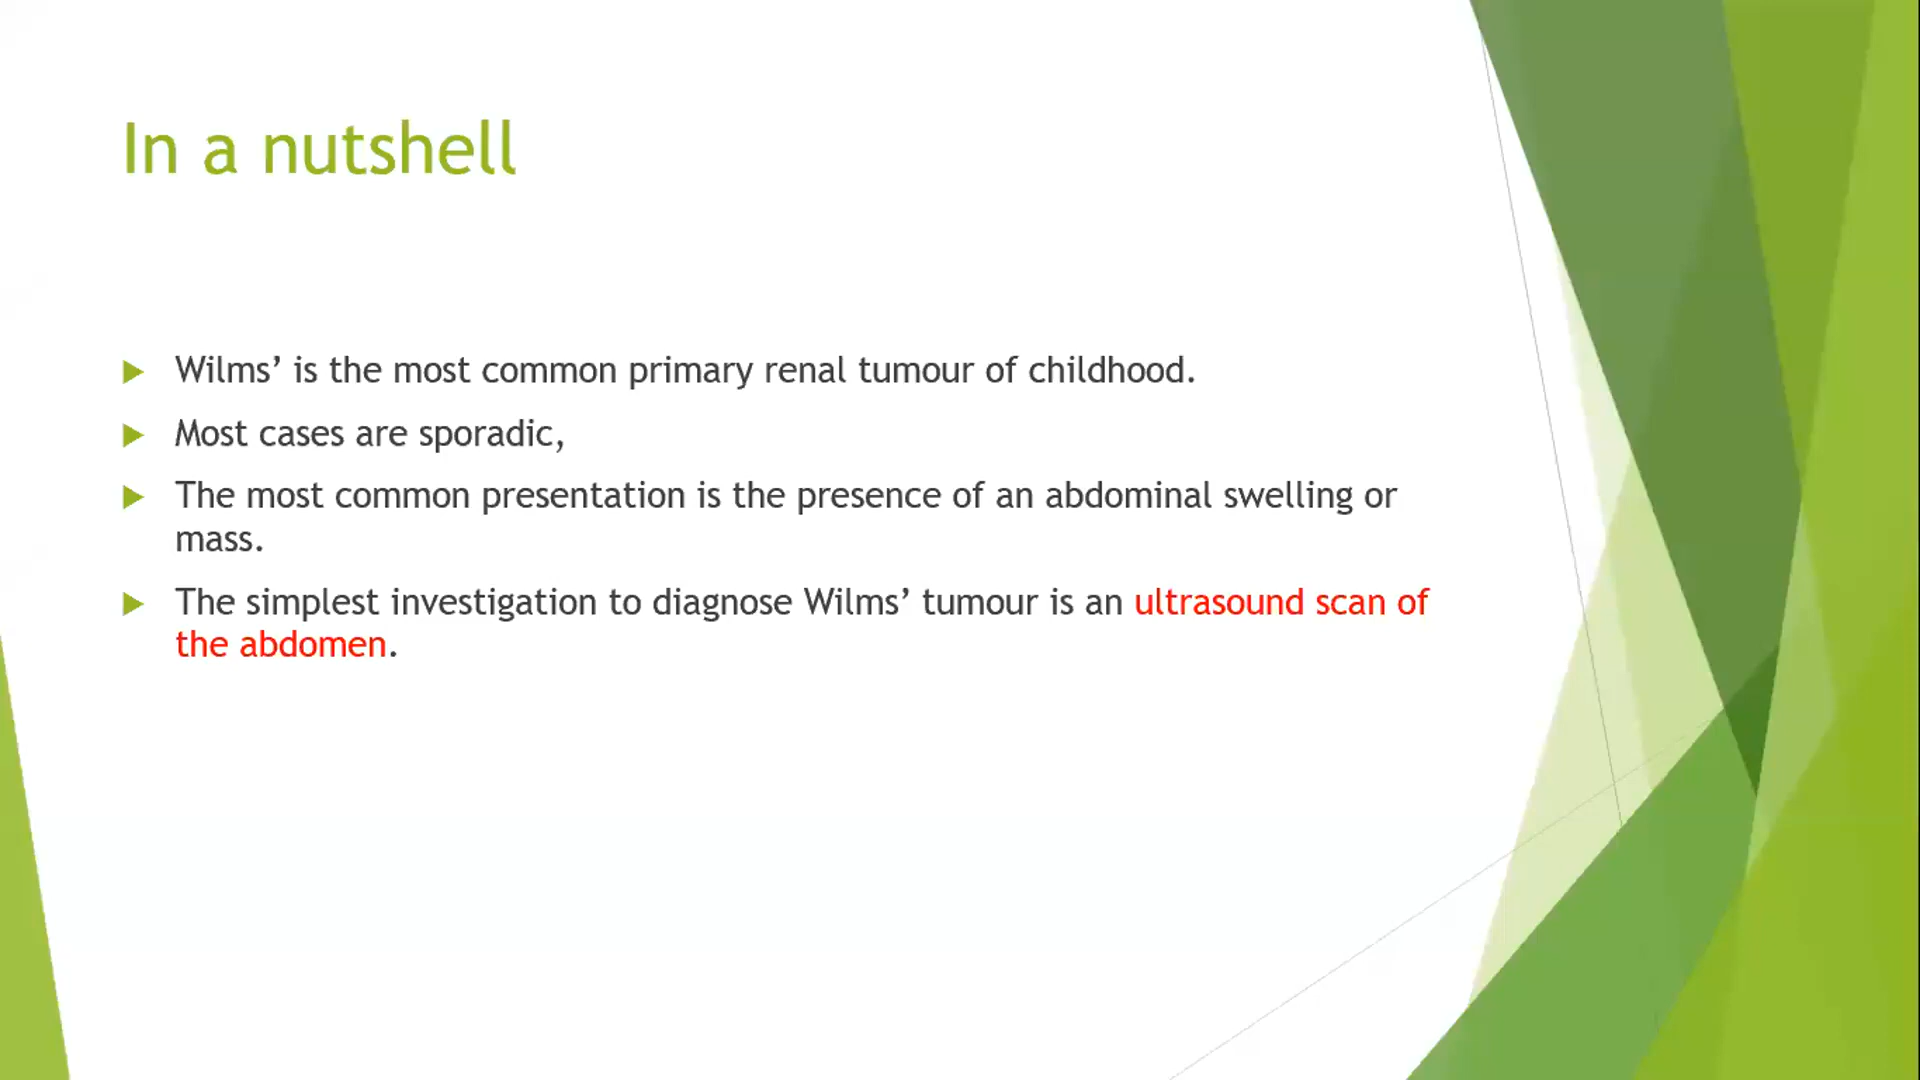 In a nutshell
Wilms’ is the most common primary renal tumour of childhood.
Most cases are sporadic,
The most common presentation is the presence of an abdominal swelling or
mass.
The simplest investigation to diagnose Wilms’ tumour is an ultrasound scan of
the abdomen.